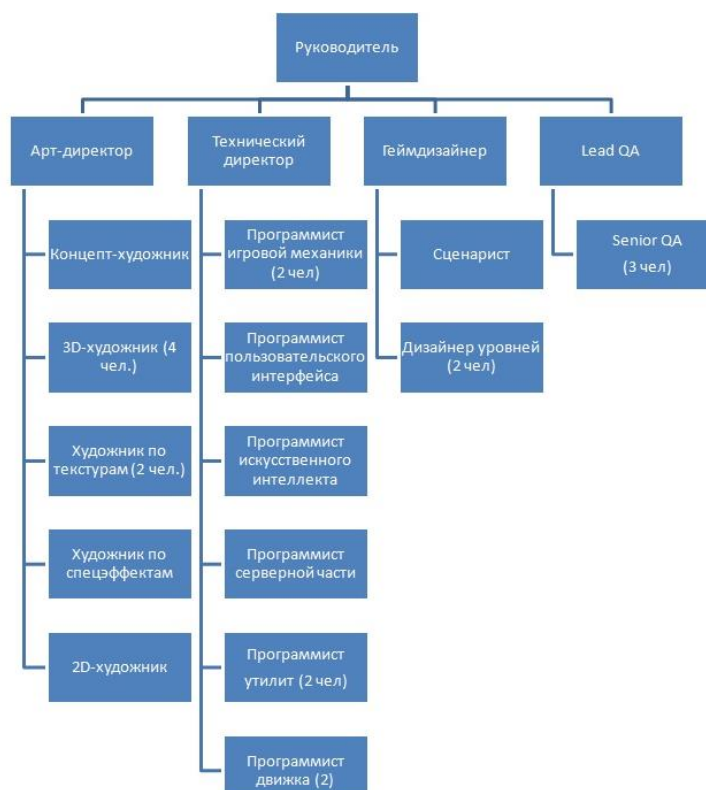 Руководитель
Арт-директор
Технический
директор
Геймдизайнер
Lead QA
Концепт-художник
3D-художник (4
чел.)
Художник по
текстурам (2 чел.)
Художник по
спецэффектам
2D-художник
Программист
игровой механики
(2 чел)
Программист
пользовательского
интерфейса
Программист
искусственного
интеллекта
Программист
серверной части
Программист
утилит (2 чел)
Программист
движка (2)
Сценарист
Дизайнер уровней
(2 чел)
Senior QA
(3 чел)